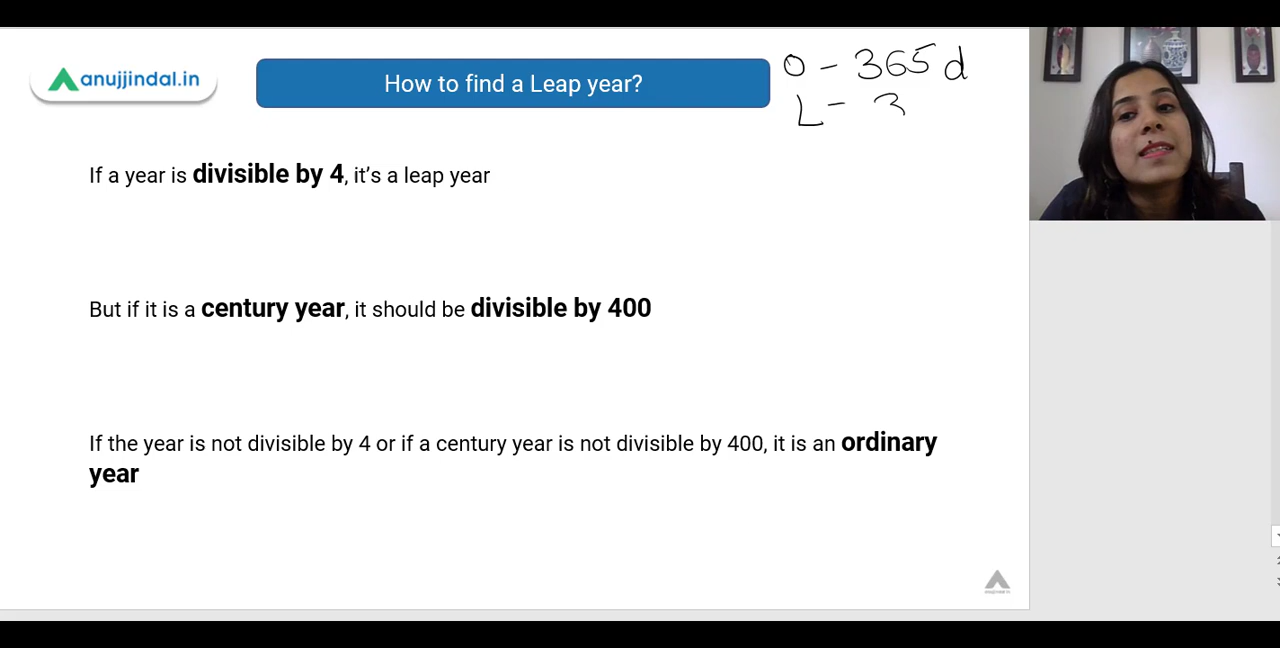 anujjindal.in
How to find a Leap year?
O - 365 d
L - 3
If a year is divisible by 4, it’s a leap year
But if it is a century year, it should be divisible by 400
If the year is not divisible by 4 or if a century year is not divisible by 400, it is an ordinary
year